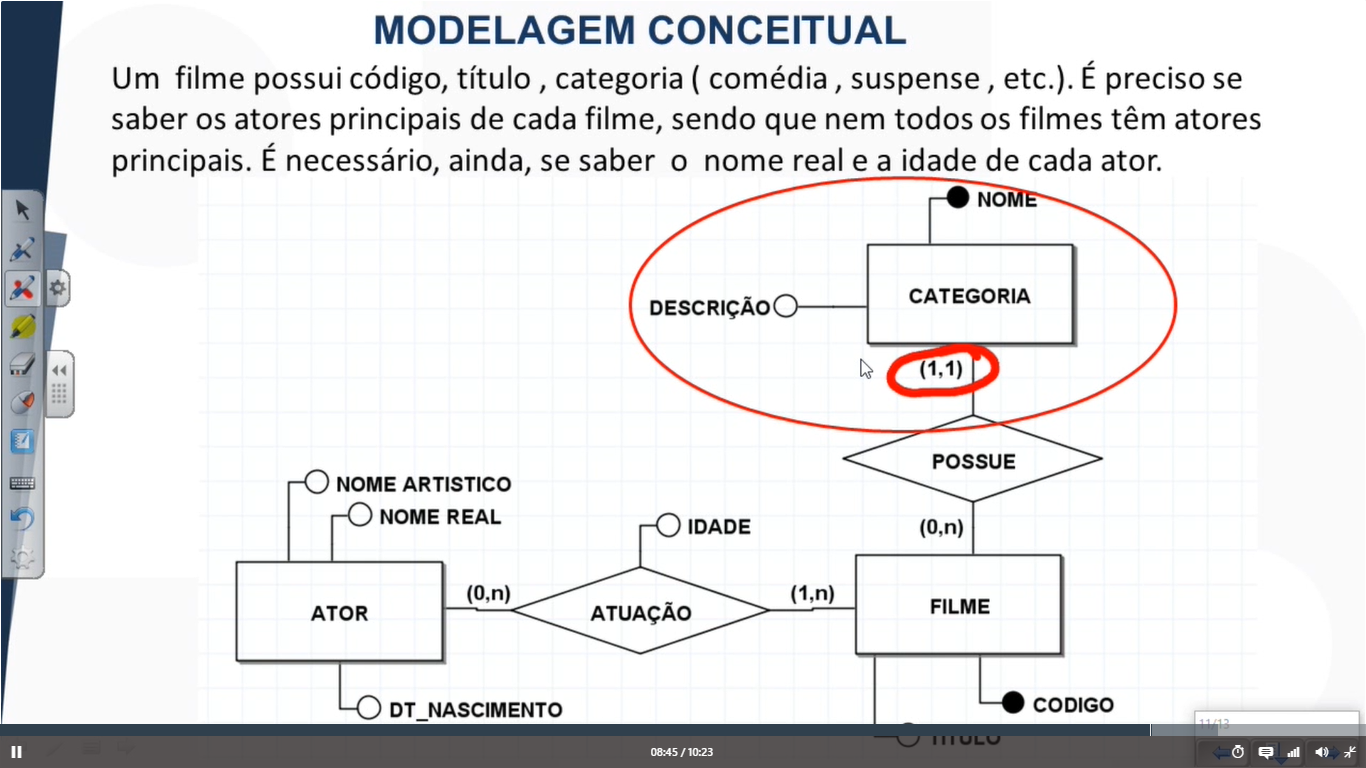 MODELAGEM CONCEITUAL
Um filme possui código, título , categoria ( comédia , suspense , etc.). É preciso se
saber os atores principais de cada filme, sendo que nem todos os filmes têm atores
principais. É necessário, ainda, se saber o nome real e a idade de cada ator.
NOME
DESCRIÇÃO
CATEGORIA
(1,1)
POSSUE
NOME ARTISTICO
NOME REAL
IDADE
(0,n)
(0,n)
ATUAÇÃO
(1,n)
ATOR
FILME
DT_NASCIMENTO
CODIGO
TITULO
11/13
08:45 / 10:23